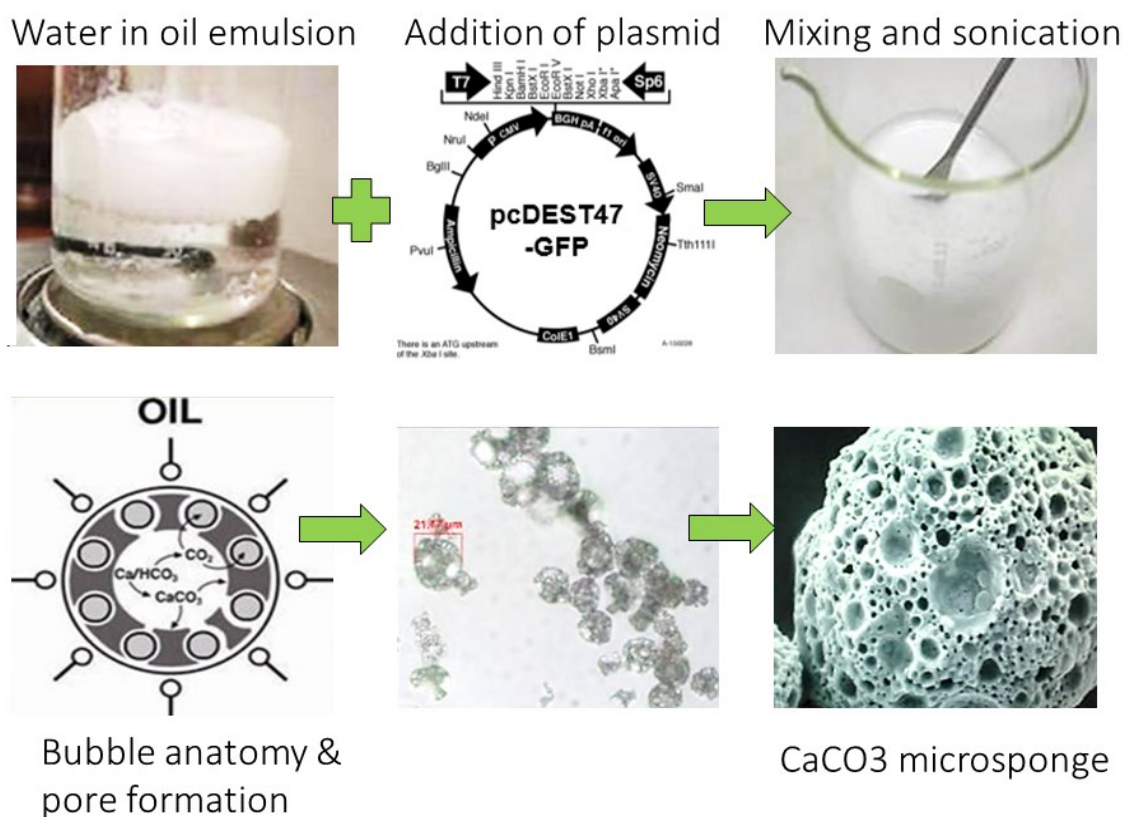 Water in oil emulsion
Addition of plasmid
Mixing and sonication
T7
Hind III
Kpn I
BamH I
BstX I
EcoR I
EcoR V
BstX I
Not I
Xho I
Xba I*
Apa I*
Sp6
NdeI
NruI
BglII
PvuI
P CMV
BGH pA
f1 ori
SV40
SmaI
Neomycin
Tth111I
SV40
BsmI
ColE1
Ampicillin
pcDEST47
-GFP
There is an ATG upstream
of the Xba I site.
OIL
CO₂
Ca/HCO₃
CaCO₃
Bubble anatomy &
pore formation
CaCO3 microsponge